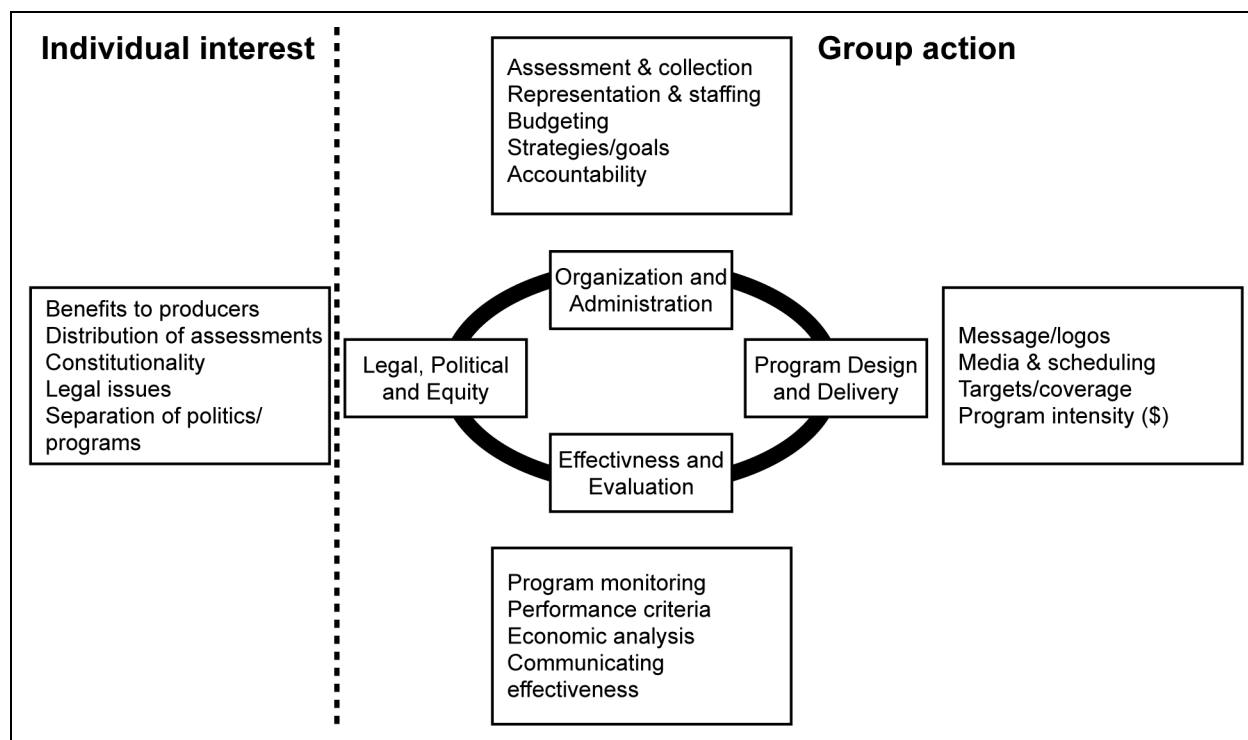 Individual interest
Group action
Assessment & collection
Representation & staffing
Budgeting
Strategies/goals
Accountability
Organization and
Administration
Benefits to producers
Distribution of assessments
Constitutionality
Legal issues
Separation of politics/
programs
Legal, Political
and Equity
Program Design
and Delivery
Message/logos
Media & scheduling
Targets/coverage
Program intensity ($)
Effectivness and
Evaluation
Program monitoring
Performance criteria
Economic analysis
Communicating
effectiveness